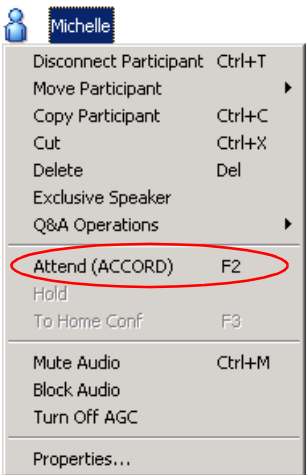 Michelle
Disconnect Participant Ctrl+T
Move Participant
Copy Participant Ctrl+C
Cut Ctrl+X
Delete Del
Exclusive Speaker
Q&A Operations
Attend (ACCORD) F2
Hold
To Home Conf F3
Mute Audio Ctrl+M
Block Audio
Turn Off AGC
Properties...